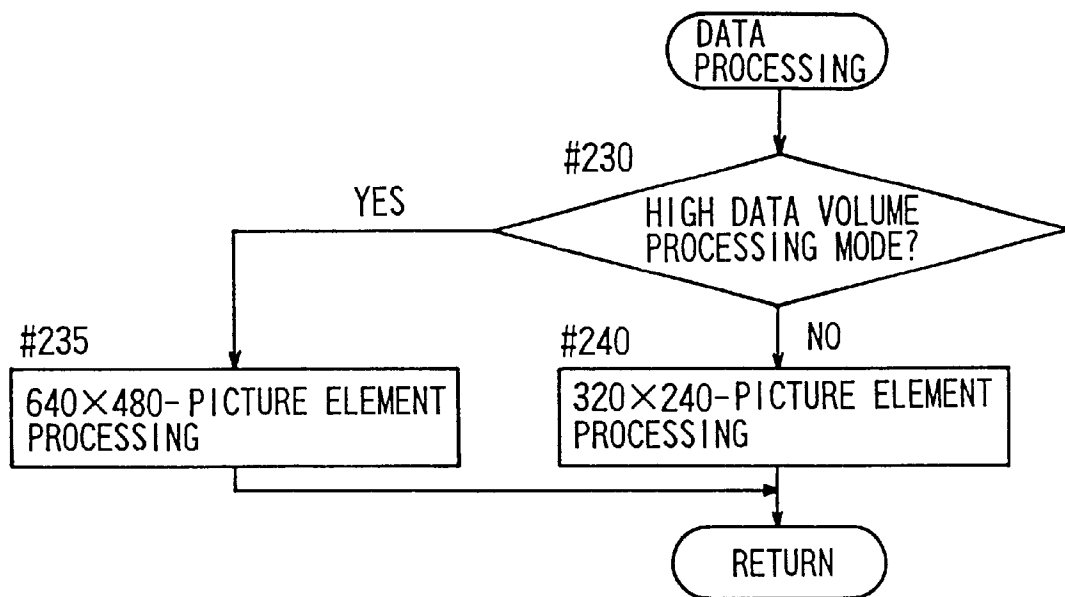 DATA
PROCESSING
#230
YES
HIGH DATA VOLUME
PROCESSING MODE?
#235
#240
NO
640×480-PICTURE ELEMENT
PROCESSING
320×240-PICTURE ELEMENT
PROCESSING
RETURN